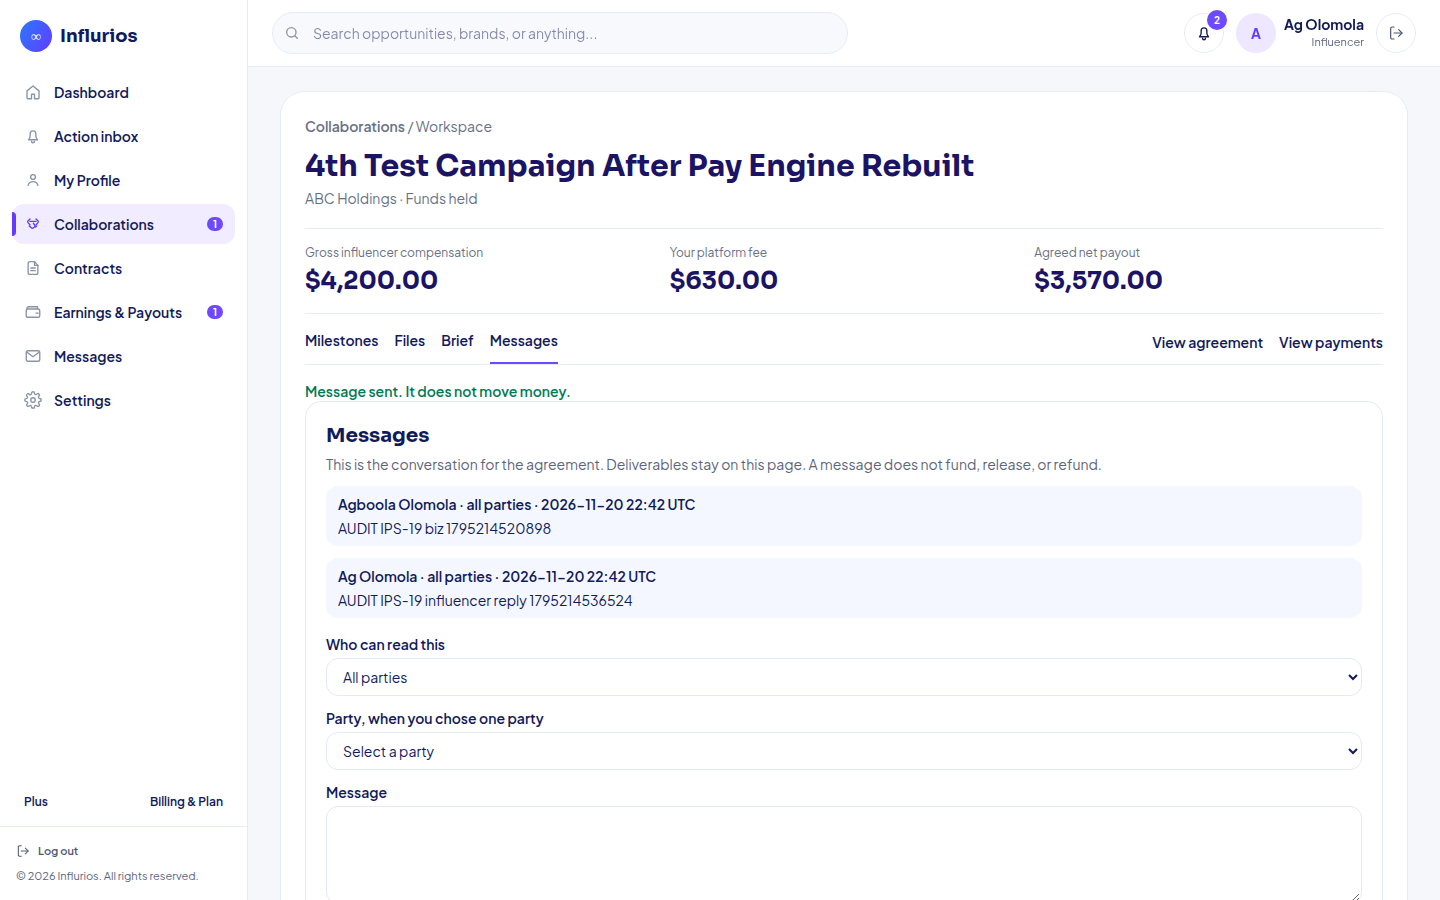 Influrios
Dashboard
Action inbox
My Profile
Collaborations 1
Contracts
Earnings & Payouts 1
Messages
Settings
Plus Billing & Plan
Log out
© 2026 Influrios. All rights reserved.
Search opportunities, brands, or anything...
2
A
Ag Olomola
Influencer
Collaborations / Workspace
4th Test Campaign After Pay Engine Rebuilt
ABC Holdings · Funds held
Gross influencer compensation
$4,200.00
Your platform fee
$630.00
Agreed net payout
$3,570.00
Milestones Files Brief Messages View agreement View payments
Message sent. It does not move money.
Messages
This is the conversation for the agreement. Deliverables stay on this page. A message does not fund, release, or refund.
Agboola Olomola · all parties · 2026-11-20 22:42 UTC
AUDIT IPS-19 biz 1795214520898
Ag Olomola · all parties · 2026-11-20 22:42 UTC
AUDIT IPS-19 influencer reply 1795214536524
Who can read this
All parties
Party, when you chose one party
Select a party
Message